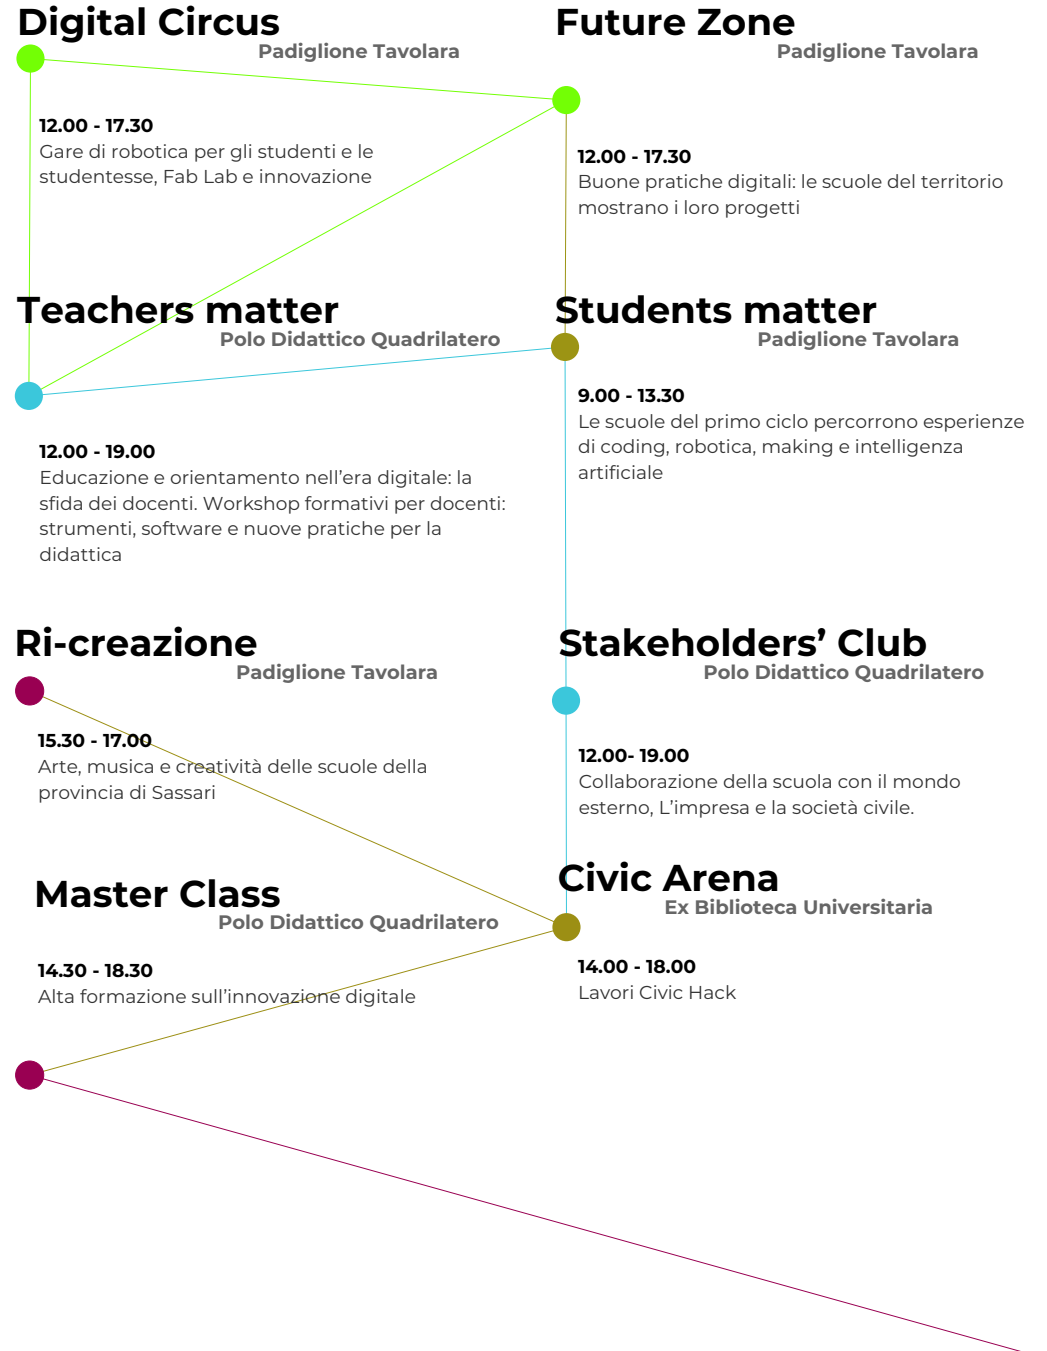 Digital Circus
Padiglione Tavolara
12.00 - 17.30
Gare di robotica per gli studenti e le
studentesse, Fab Lab e innovazione
Future Zone
Padiglione Tavolara
12.00 - 17.30
Buone pratiche digitali: le scuole del territorio
mostrano i loro progetti
Teachers matter
Polo Didattico Quadrilatero
12.00 - 19.00
Educazione e orientamento nell'era digitale: la
sfida dei docenti. Workshop formativi per docenti:
strumenti, software e nuove pratiche per la
didattica
Students matter
Padiglione Tavolara
9.00 - 13.30
Le scuole del primo ciclo percorrono esperienze
di coding, robotica, making e intelligenza
artificiale
Ri-creazione
Padiglione Tavolara
15.30 - 17.00
Arte, musica e creatività delle scuole della
provincia di Sassari
Stakeholders' Club
Polo Didattico Quadrilatero
12.00- 19.00
Collaborazione della scuola con il mondo
esterno, L'impresa e la società civile.
Master Class
Polo Didattico Quadrilatero
14.30 - 18.30
Alta formazione sull'innovazione digitale
Civic Arena
Ex Biblioteca Universitaria
14.00 - 18.00
Lavori Civic Hack